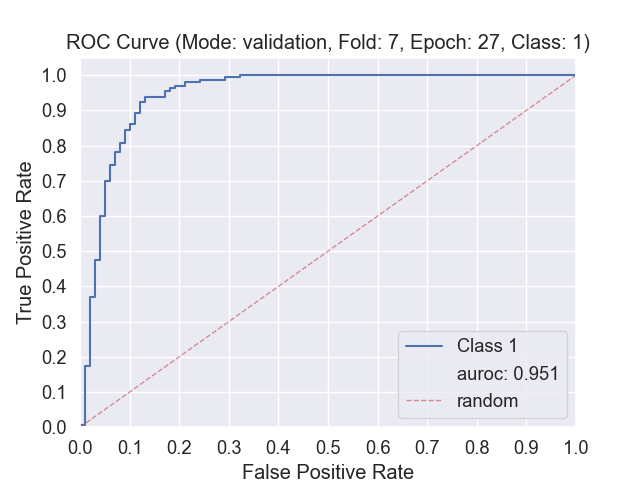 ROC Curve (Mode: validation, Fold: 7, Epoch: 27, Class: 1)
True Positive Rate
1.0
0.9
0.8
0.7
0.6
0.5
0.4
0.3
0.2
0.1
0.0
Class 1
auroc: 0.951
random
0.0 0.1 0.2 0.3 0.4 0.5 0.6 0.7 0.8 0.9 1.0
False Positive Rate